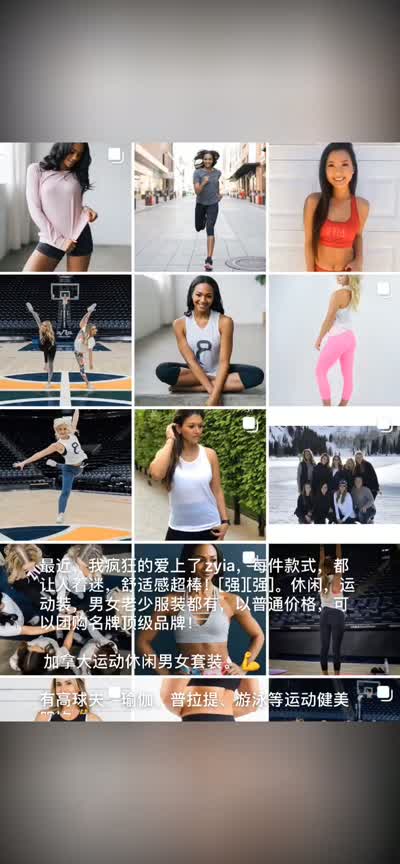 最近，我疯狂的爱上了zyia，每件款式，都
让人着迷，舒适感超棒！[强][强]。休闲，运
动装，男女老少服装都有，以普通价格，可
以团购名牌顶级品牌！
加拿大运动休闲男女套装。💪
有高球天
瑜伽，普拉提、游泳等运动健美